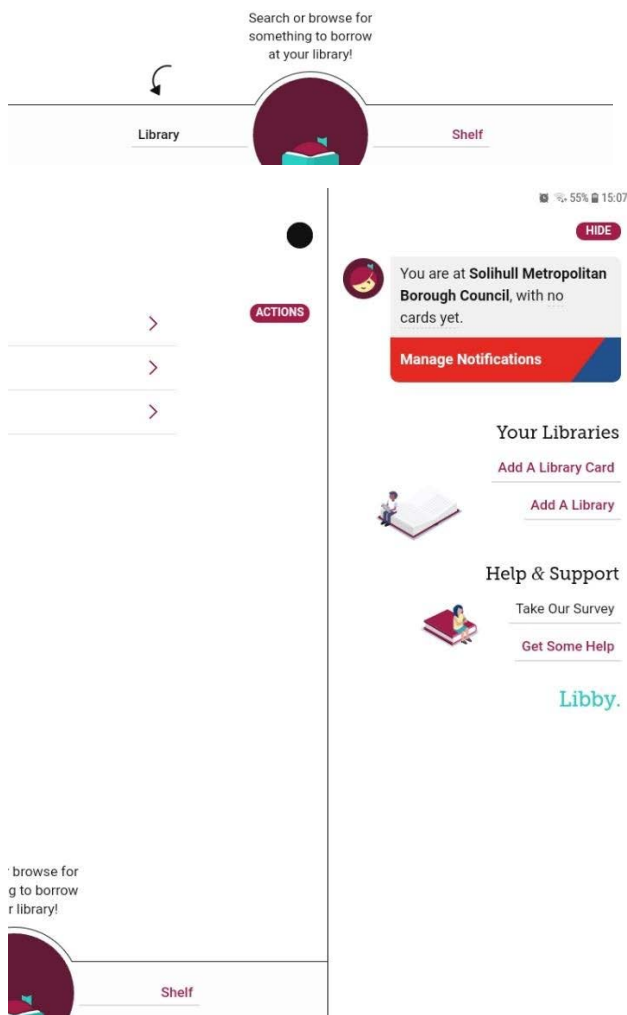 Search or browse for
something to borrow
at your library!
Library
Shelf
55% 15:07
HIDE
You are at Solihull Metropolitan
Borough Council, with no
cards yet.
Manage Notifications
ACTIONS
Your Libraries
Add A Library Card
Add A Library
Help & Support
Take Our Survey
Get Some Help
Libby.
browse for
g to borrow
r library!
Shelf